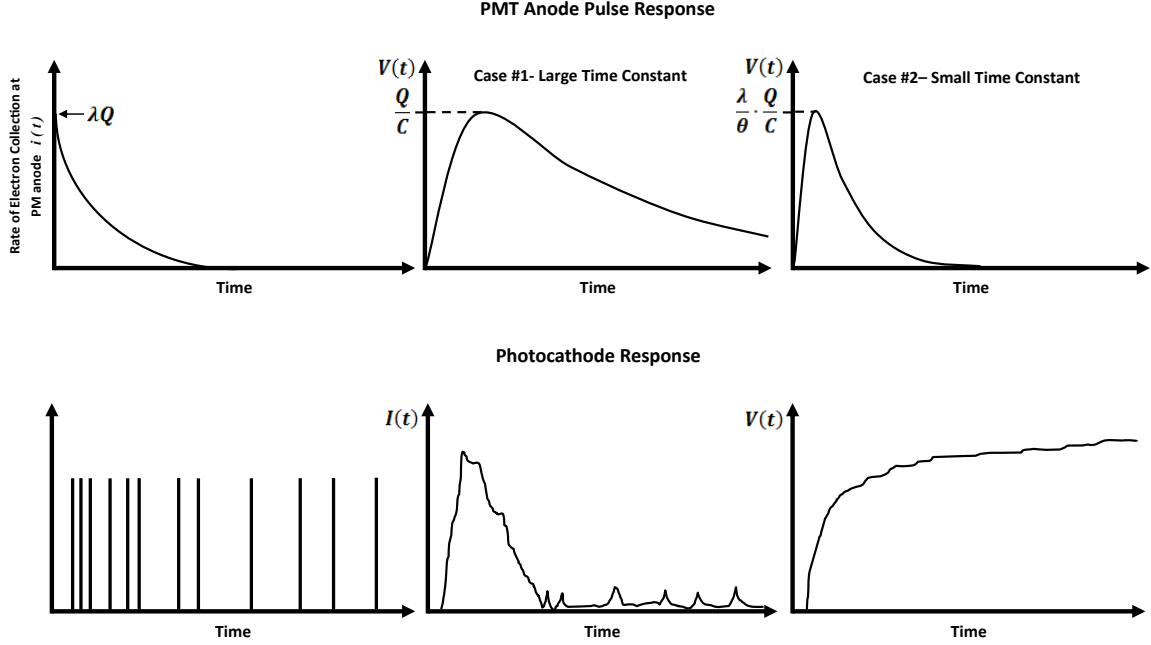 PMT Anode Pulse Response
Rate of Electron Collection at
PM anode i(t)
λQ
Time
V(t)
Q
C
Case #1- Large Time Constant
Time
V(t)
λ/θ · Q/C
Case #2– Small Time Constant
Time
Photocathode Response
Time
I(t)
Time
V(t)
Time